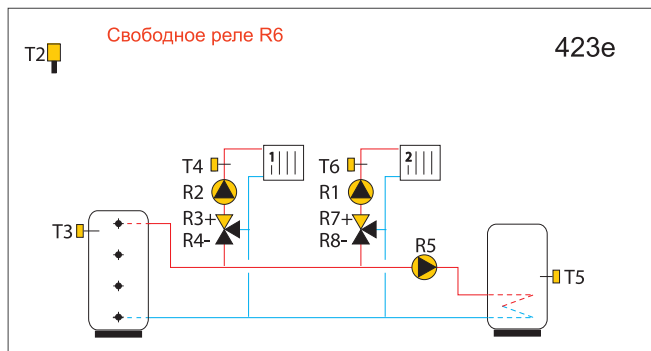 Свободное реле R6
423e
T2
1
2
T4
T6
R2
R1
R3+
R7+
R4-
R8-
T3
R5
T5